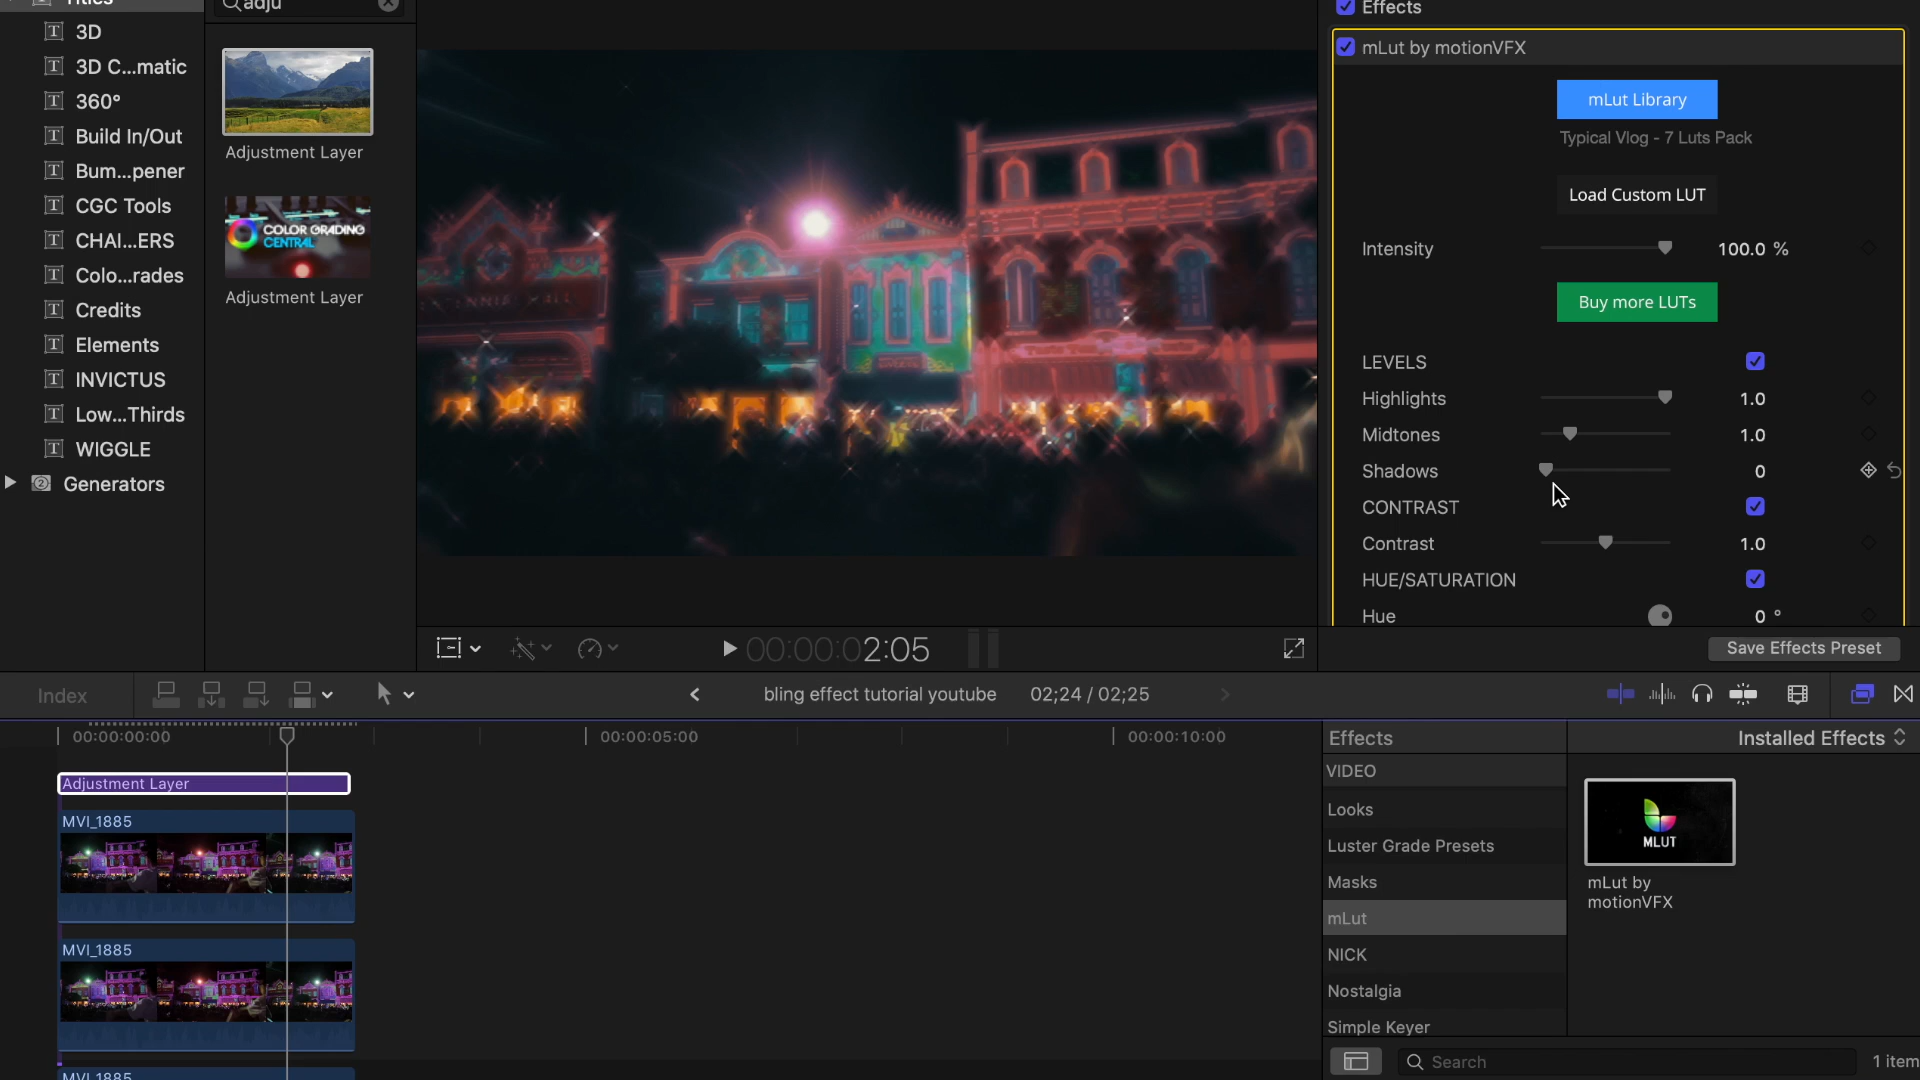 Titles
3D
3D C...matic
360°
Build In/Out
Bum...pener
CGC Tools
CHAI...ERS
Colo...rades
Credits
Elements
INVICTUS
Low...Thirds
WIGGLE
Generators
adju
Adjustment Layer
COLOR GRADING
CENTRAL
Adjustment Layer
Effects
mLut by motionVFX
mLut Library
Typical Vlog - 7 Luts Pack
Load Custom LUT
Intensity 100.0 %
Buy more LUTs
LEVELS
Highlights 1.0
Midtones 1.0
Shadows 0
CONTRAST
Contrast 1.0
HUE/SATURATION
Hue 0 °
00:00:02:05
Save Effects Preset
Index
bling effect tutorial youtube 02;24 / 02;25
00:00:00:00 00:00:05:00 00:00:10:00
Adjustment Layer
MVI_1885
MVI_1885
MVI_1885
Effects
Installed Effects
VIDEO
Looks
Luster Grade Presets
Masks
mLut
NICK
Nostalgia
Simple Keyer
MLUT
mLut by
motionVFX
Search
1 item